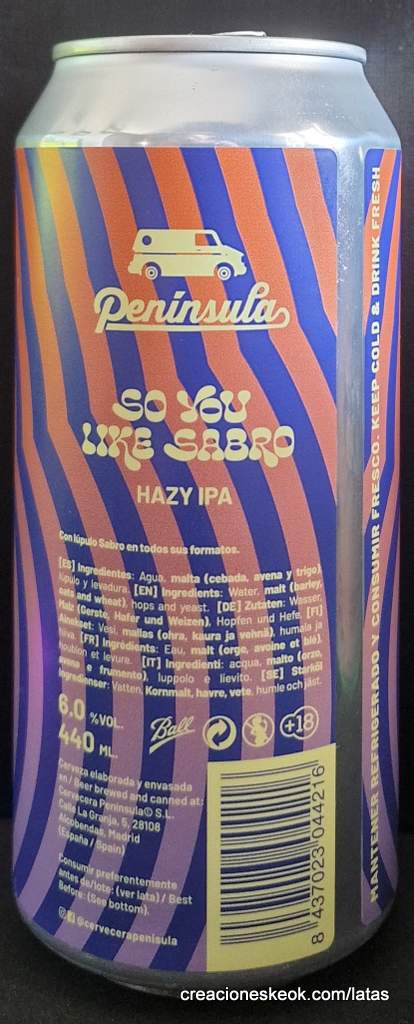 Península
SO YOU
LIKE SABRO
HAZY IPA
Con lúpulo Sabro en todos sus formatos.
[ES] Ingredientes: Agua, malta (cebada, avena y trigo),
lúpulo y levadura. [EN] Ingredients: Water, malt (barley,
oats and wheat), hops and yeast. [DE] Zutaten: Wasser,
Malz (Gerste, Hafer und Weizen), Hopfen und Hefe. [FI]
Ainekset: Vesi, mallas (ohra, kaura ja vehnä), humala ja
hiiva. [FR] Ingrédients: Eau, malt (orge, avoine et blé),
houblon et levure. [IT] Ingredienti: acqua, malto (orzo,
avena e frumento), luppolo e lievito. [SE] Starköl
Ingredienser: Vatten, Kornmalt, havre, vete, humle och jäst.
6.0 %VOL.
440 ML.
Ball
+18
Cerveza elaborada y envasada
en / Beer brewed and canned at:
Cervecera Península® S.L.
Calle La Granja, 5, 28108
Alcobendas, Madrid
(España / Spain)
Consumir preferentemente
antes de/lote: (ver lata) / Best
Before: (See bottom).
@cervecerapenisula
8 437023 044216
MANTENER REFRIGERADO Y CONSUMIR FRESCO. KEEP COLD & DRINK FRESH
creacioneskeok.com/latas